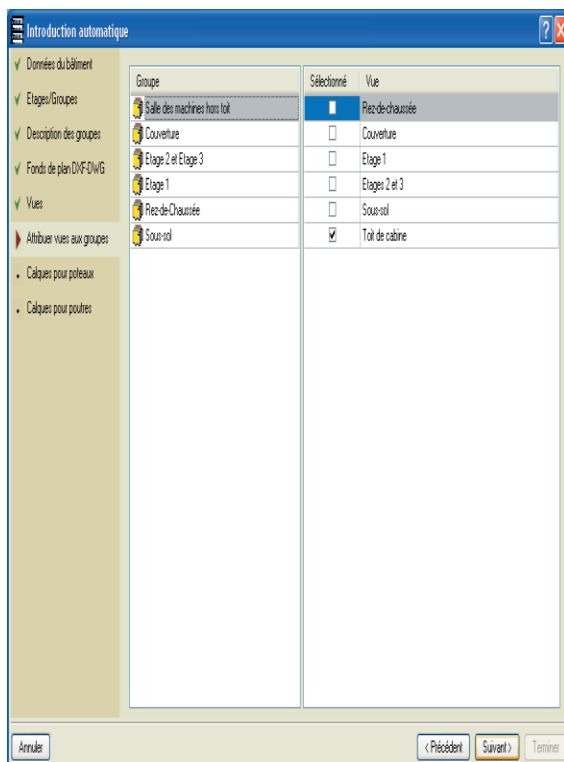 Introduction automatique
Données du bâtiment
Etages/Groupes
Description des groupes
Fonds de plan DXF-DWG
Vues
Attribuer vues aux groupes
Calques pour poteaux
Calques pour poutres
Groupe
Salle des machines hors toit
Couverture
Etage 2 et Etage 3
Etage 1
Rez-de-Chaussée
Sous-sol
Sélectionné Vue
Rez-de-chaussée
Couverture
Etage 1
Etages 2 et 3
Sous-sol
Toit de cabine
Annuler
< Précédent
Suivant >
Terminer